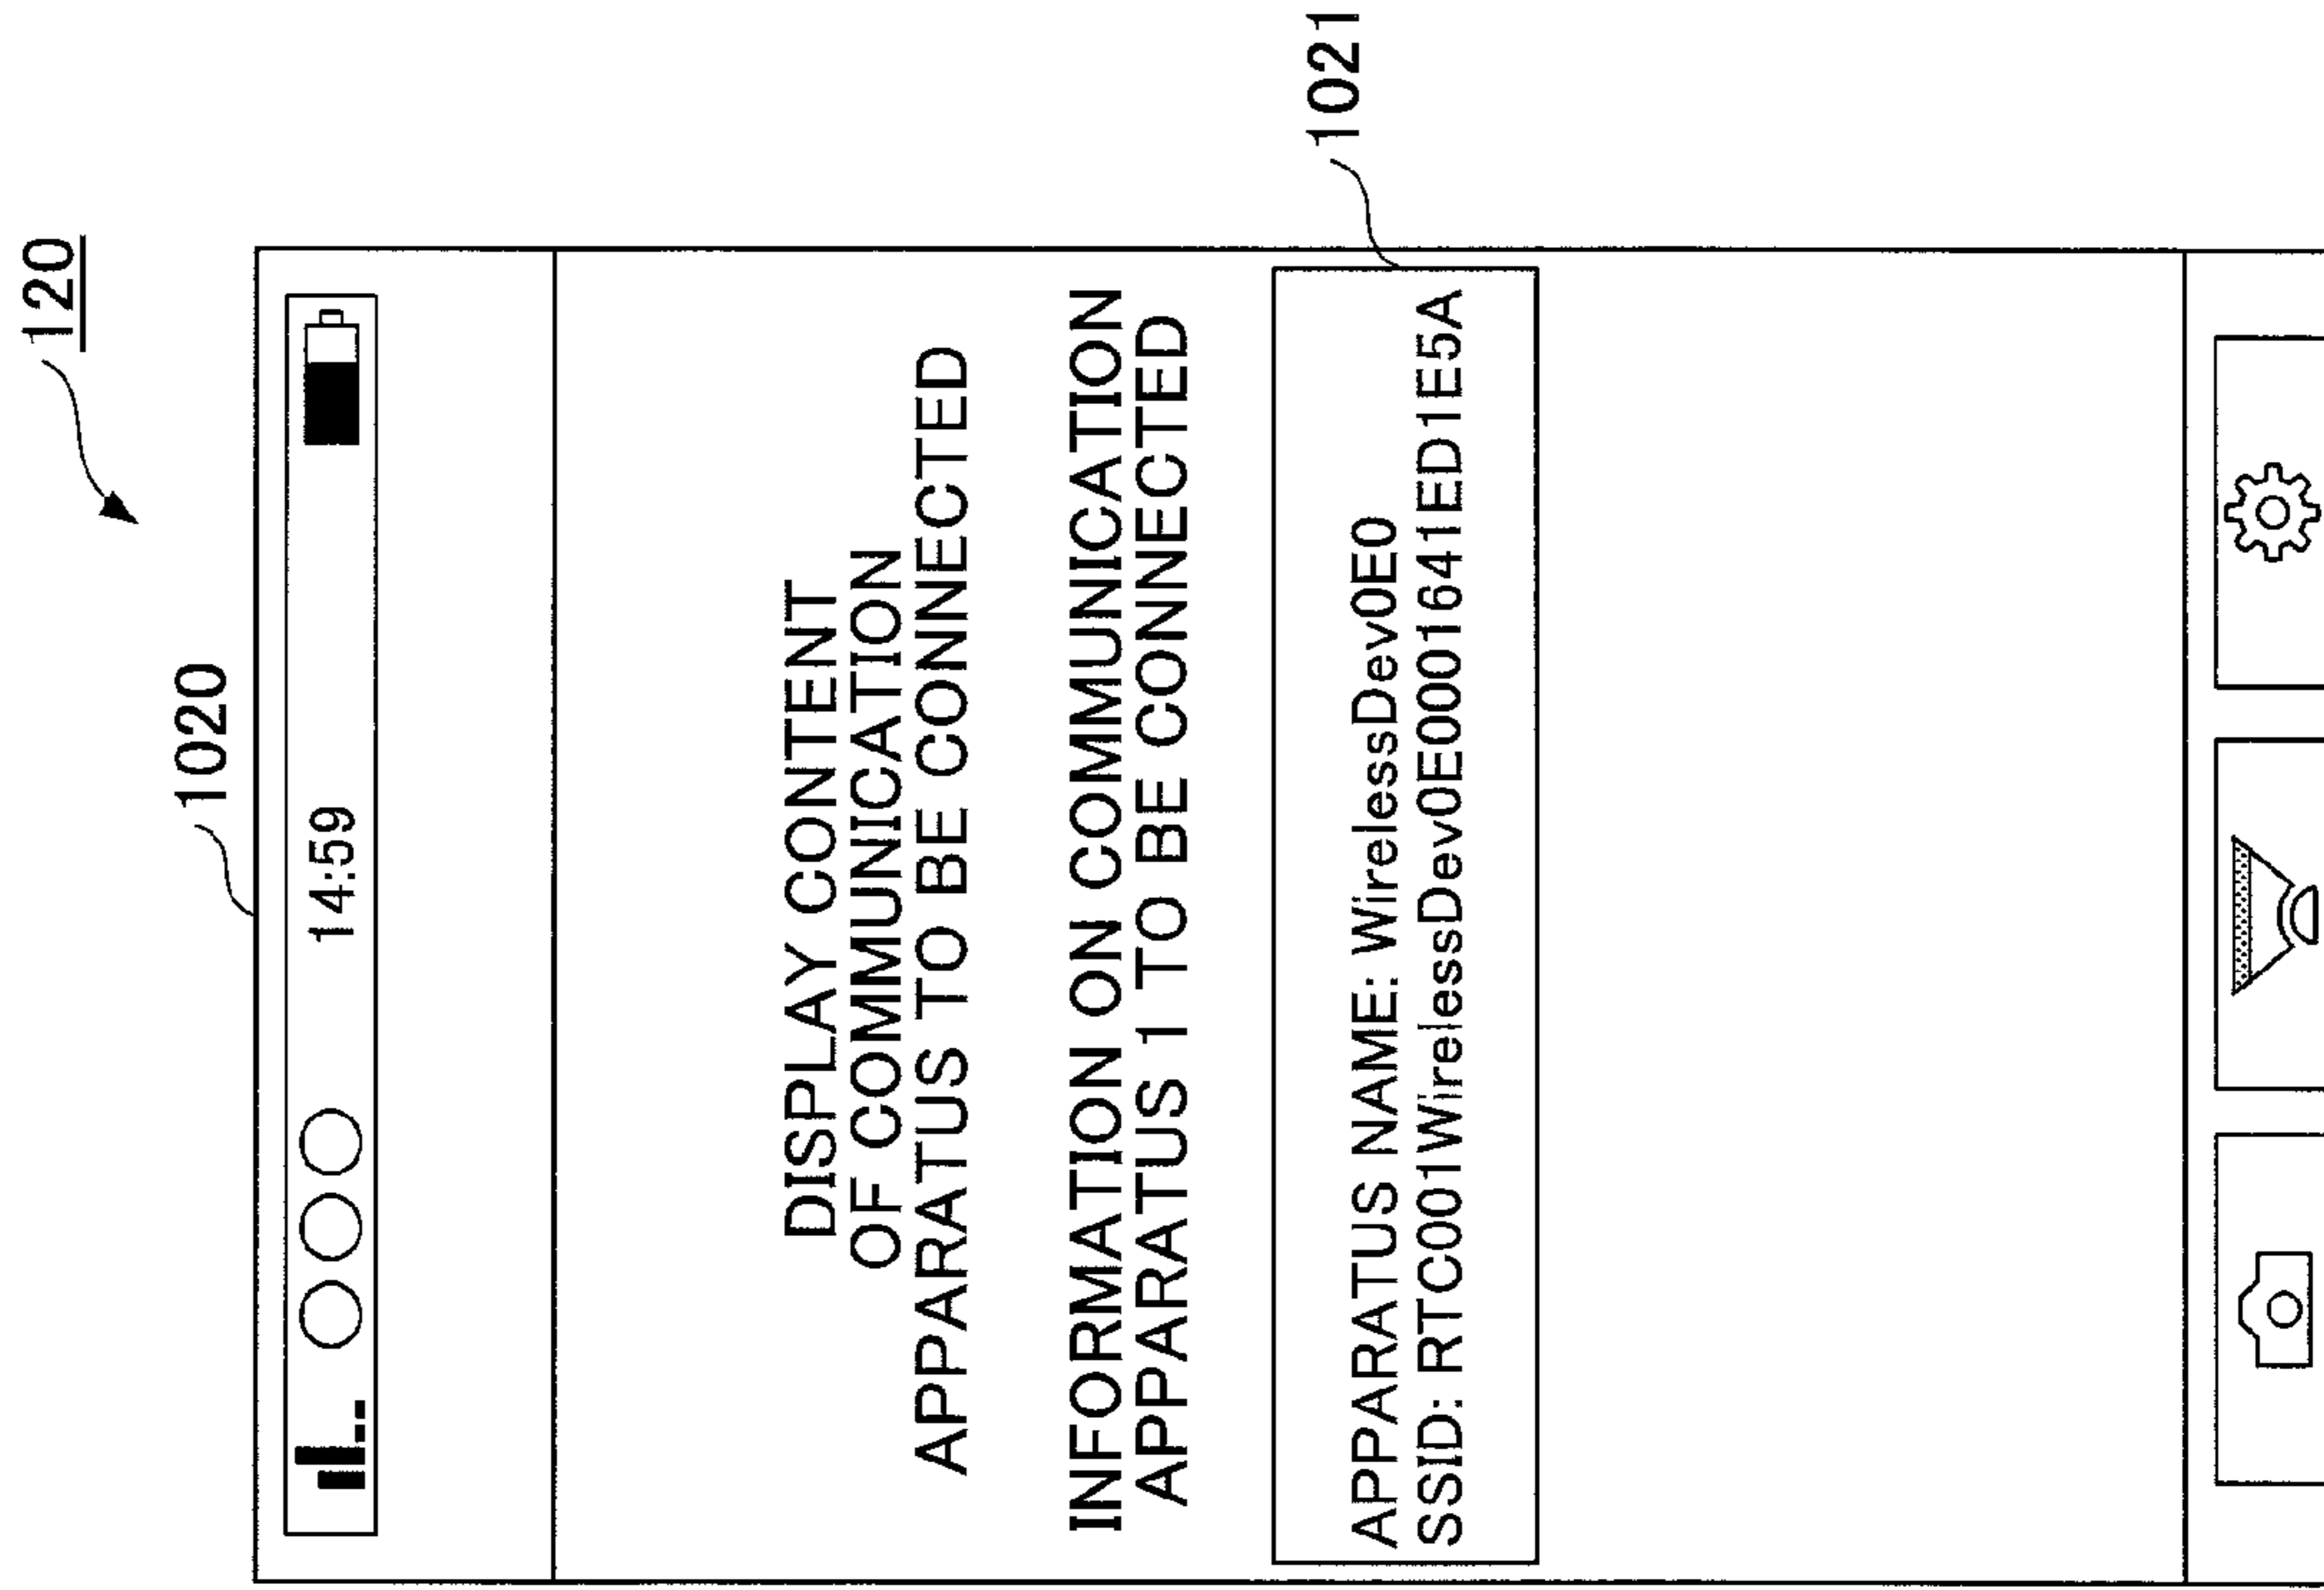 120
1020
14:59
DISPLAY CONTENT
OF COMMUNICATION
APPARATUS TO BE CONNECTED
INFORMATION ON COMMUNICATION
APPARATUS 1 TO BE CONNECTED
1021
APPARATUS NAME: WirelessDev0E0
SSID: RTC001WirelessDev0E0001641ED1E5A